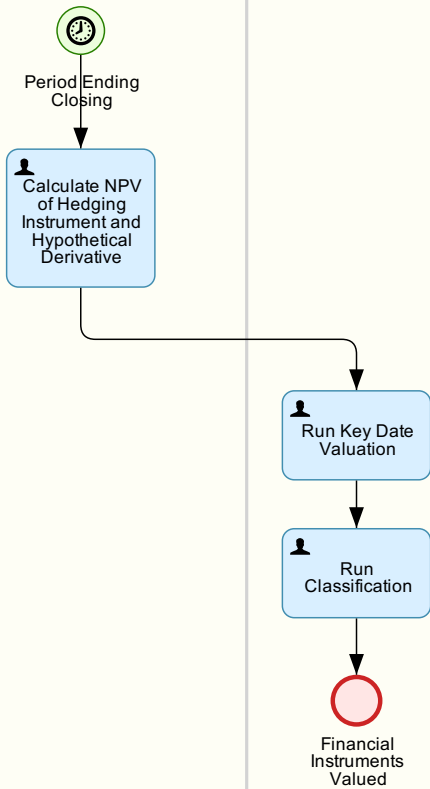 Period Ending
Closing
Calculate NPV
of Hedging
Instrument and
Hypothetical
Derivative
Run Key Date
Valuation
Run
Classification
Financial
Instruments
Valued